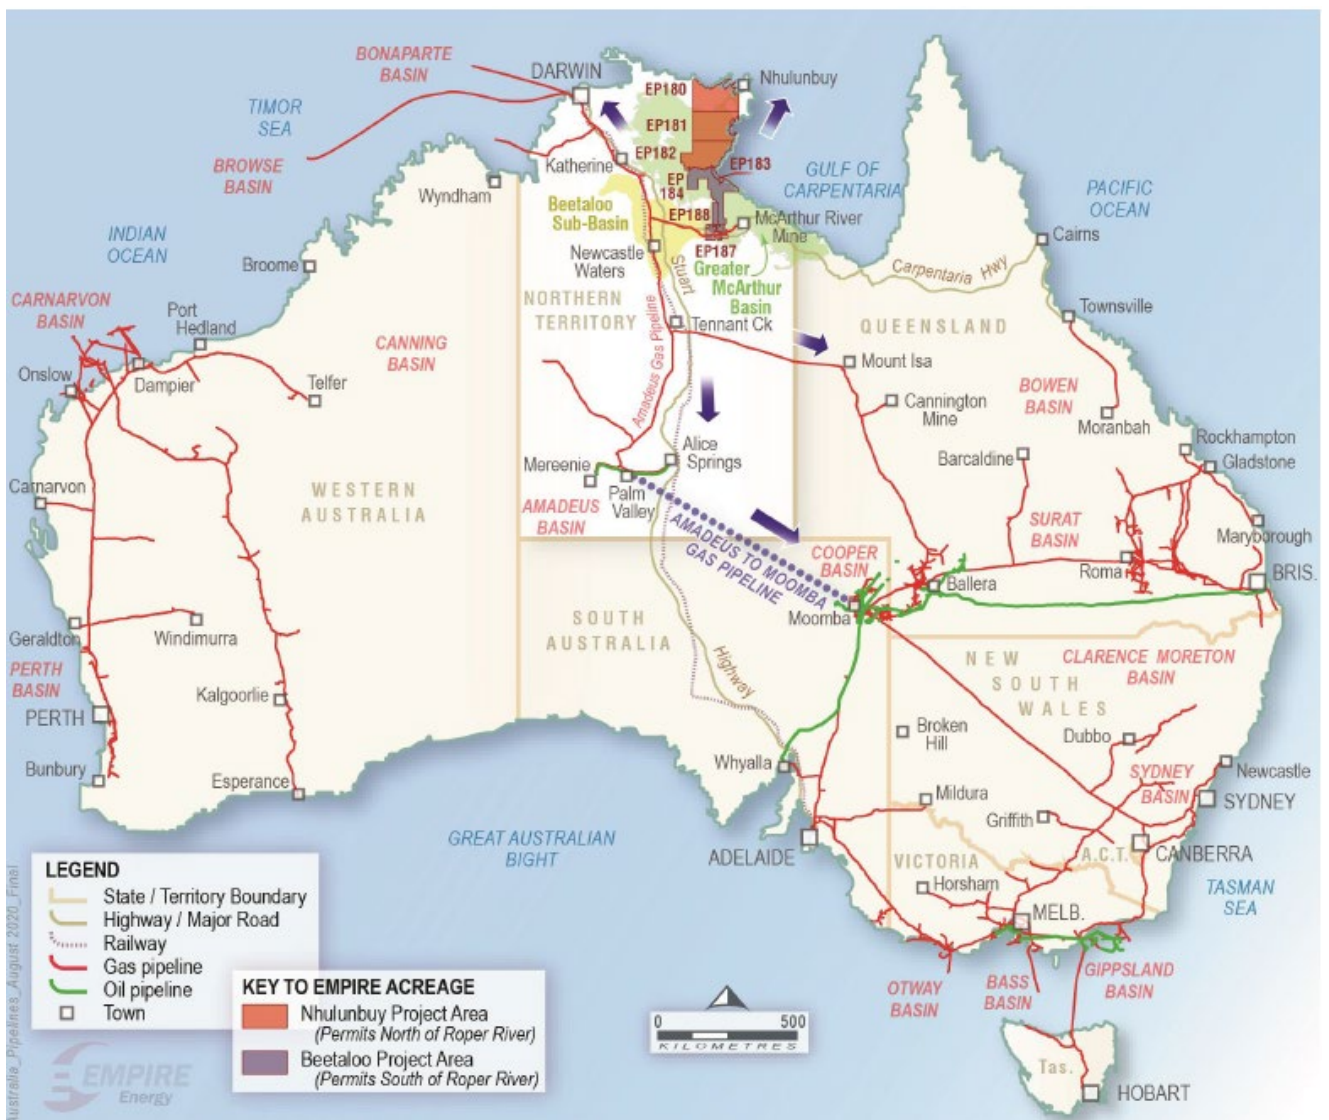 BONAPARTE
BASIN
DARWIN
Nhulunbuy
EP180
TIMOR
SEA
EP181
EP182
EP183
Katherine
BROWSE
BASIN
GULF OF
CARPENTARIA
EP
184
Wyndham
PACIFIC
OCEAN
Beetaloo
Sub-Basin
EP188
McArthur River
Mine
INDIAN
OCEAN
Cairns
Newcastle
Waters
EP187
Broome
Stuart
Greater
McArthur
Basin
Carpentaria Hwy
CARNARVON
BASIN
NORTHERN
TERRITORY
Port
Hedland
Townsville
Tennant Ck
QUEENSLAND
Amadeus Gas Pipeline
CANNING
BASIN
Onslow
Dampier
Telfer
Mount Isa
BOWEN
BASIN
Cannington
Mine
Moranbah
Rockhampton
Alice
Springs
Mereenie
Barcaldine
Gladstone
Carnarvon
WESTERN
AUSTRALIA
Palm
Valley
AMADEUS
BASIN
AMADEUS TO MOOMBA
GAS PIPELINE
SURAT
BASIN
Maryborough
COOPER
BASIN
Roma
BRIS.
Ballera
Moomba
SOUTH
AUSTRALIA
Geraldton
Windimurra
PERTH
BASIN
Highway
NEW
SOUTH
WALES
CLARENCE MORETON
BASIN
Kalgoorlie
PERTH
Broken
Hill
Dubbo
Bunbury
Esperance
Whyalla
SYDNEY
BASIN
Newcastle
Mildura
SYDNEY
Griffith
GREAT AUSTRALIAN
BIGHT
ADELAIDE
VICTORIA
A.C.T.
CANBERRA
Horsham
TASMAN
SEA
MELB.
OTWAY
BASIN
BASS
BASIN
GIPPSLAND
BASIN
Tas.
HOBART
LEGEND
State / Territory Boundary
Highway / Major Road
Railway
Gas pipeline
Oil pipeline
Town
KEY TO EMPIRE ACREAGE
Nhulunbuy Project Area
(Permits North of Roper River)
Beetaloo Project Area
(Permits South of Roper River)
0 500
KILOMETRES
EMPIRE
Energy
Australia_Pipelines_August 2020_Final